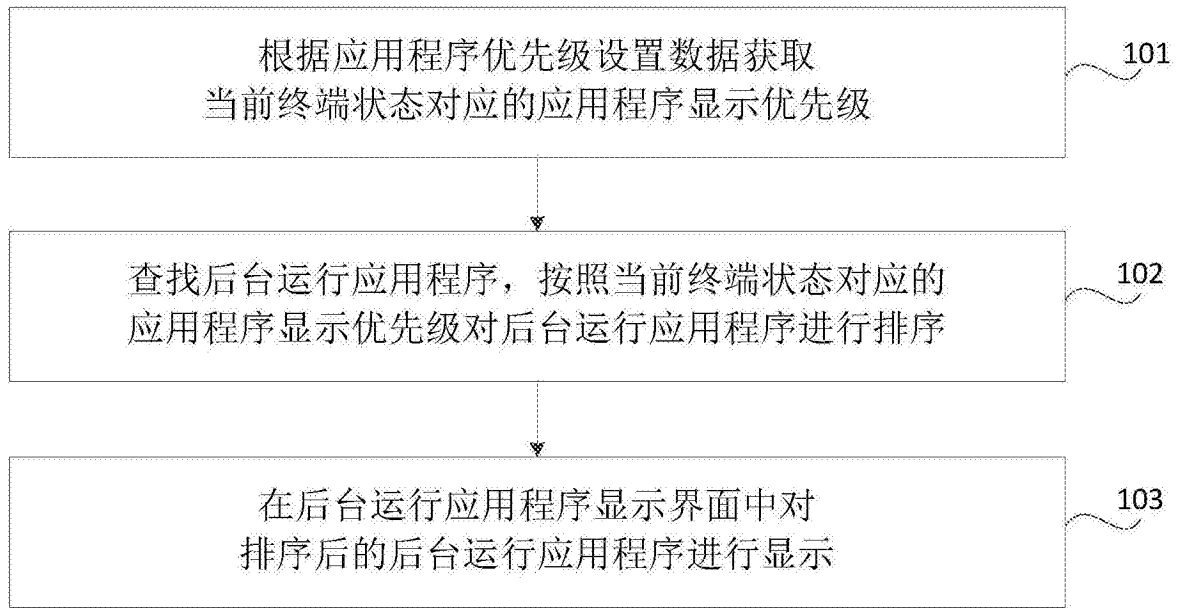 根据应用程序优先级设置数据获取
当前终端状态对应的应用程序显示优先级
101
查找后台运行应用程序，按照当前终端状态对应的
应用程序显示优先级对后台运行应用程序进行排序
102
在后台运行应用程序显示界面中对
排序后的后台运行应用程序进行显示
103